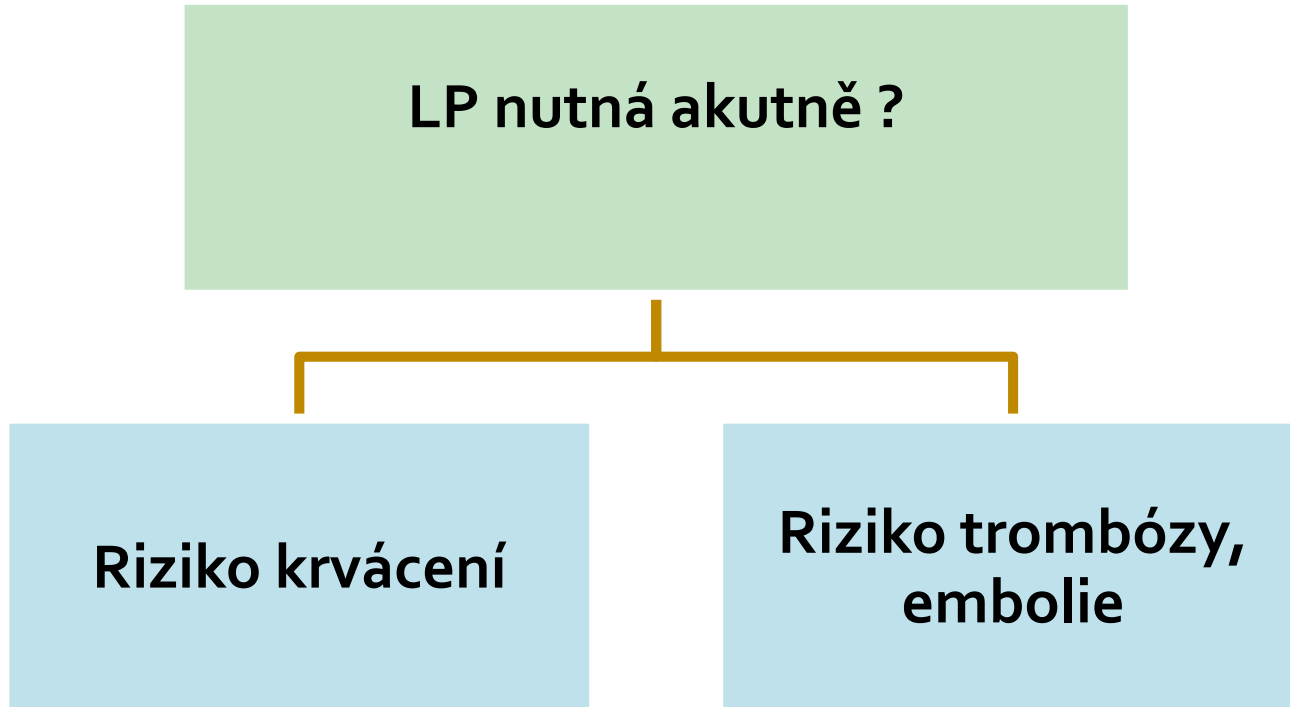 LP nutná akutně ?
Riziko krvácení
Riziko trombózy,
embolie